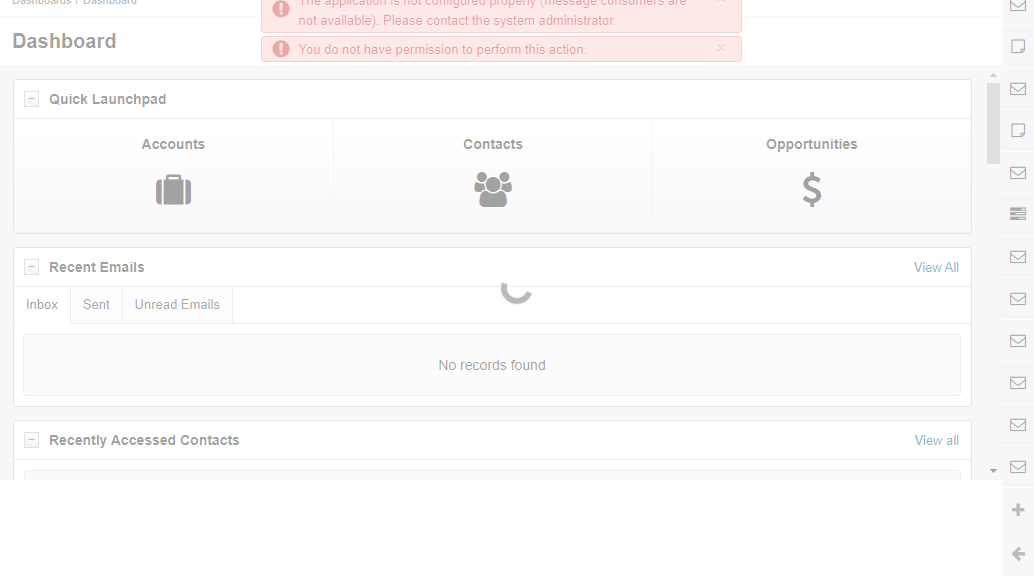 Dashboards / Dashboard
The application is not configured properly (message consumers are
not available). Please contact the system administrator.
Dashboard
You do not have permission to perform this action.
Quick Launchpad
Accounts
Contacts
Opportunities
Recent Emails
View All
Inbox
Sent
Unread Emails
No records found
Recently Accessed Contacts
View all